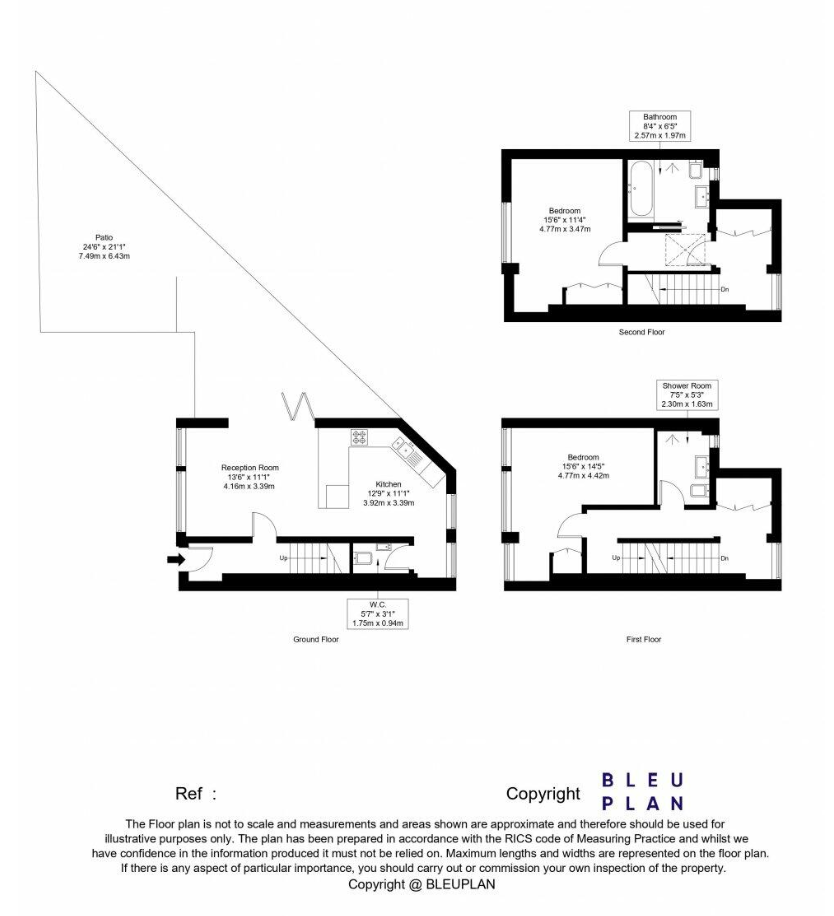 Bathroom
8'4" x 6'5"
2.57m x 1.97m
Bedroom
15'6" x 11'4"
4.77m x 3.47m
Dn
Second Floor
Patio
24'6" x 21'1"
7.49m x 6.43m
Shower Room
7'5" x 5'3"
2.30m x 1.63m
Reception Room
13'6" x 11'1"
4.16m x 3.39m
Kitchen
12'9" x 11'1"
3.92m x 3.39m
Up
W.C.
5'7" x 3'1"
1.75m x 0.94m
Ground Floor
Bedroom
15'6" x 14'5"
4.77m x 4.42m
Up
Dn
First Floor
Ref :
Copyright
BLEU
PLAN
The Floor plan is not to scale and measurements and areas shown are approximate and therefore should be used for
illustrative purposes only. The plan has been prepared in accordance with the RICS code of Measuring Practice and whilst we
have confidence in the information produced it must not be relied on. Maximum lengths and widths are represented on the floor plan.
If there is any aspect of particular importance, you should carry out or commission your own inspection of the property.
Copyright @ BLEUPLAN